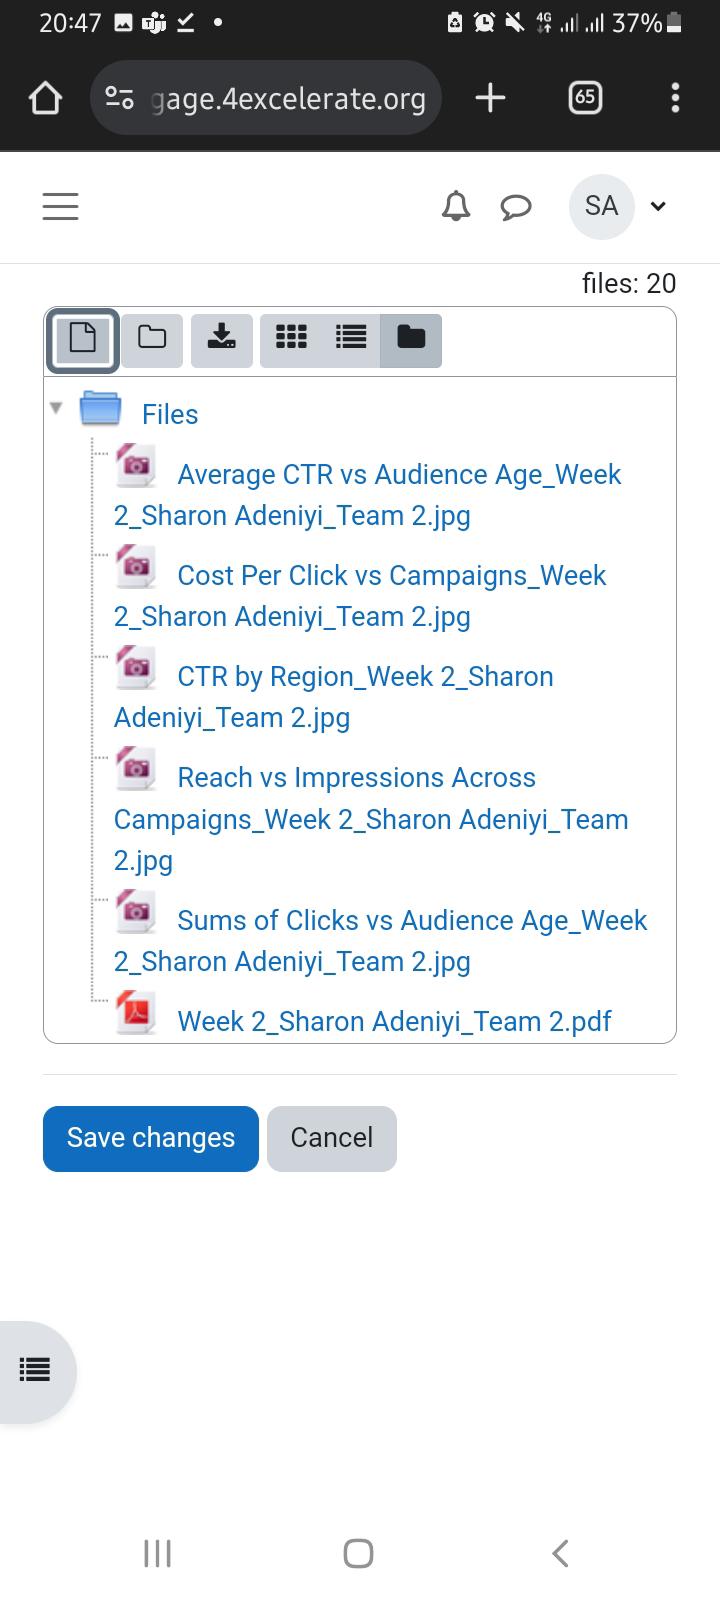 20:47
4G 37%
gage.4excelerate.org
65
SA
files: 20
Files
Average CTR vs Audience Age_Week
2_Sharon Adeniyi_Team 2.jpg
Cost Per Click vs Campaigns_Week
2_Sharon Adeniyi_Team 2.jpg
CTR by Region_Week 2_Sharon
Adeniyi_Team 2.jpg
Reach vs Impressions Across
Campaigns_Week 2_Sharon Adeniyi_Team
2.jpg
Sums of Clicks vs Audience Age_Week
2_Sharon Adeniyi_Team 2.jpg
Week 2_Sharon Adeniyi_Team 2.pdf
Save changes
Cancel